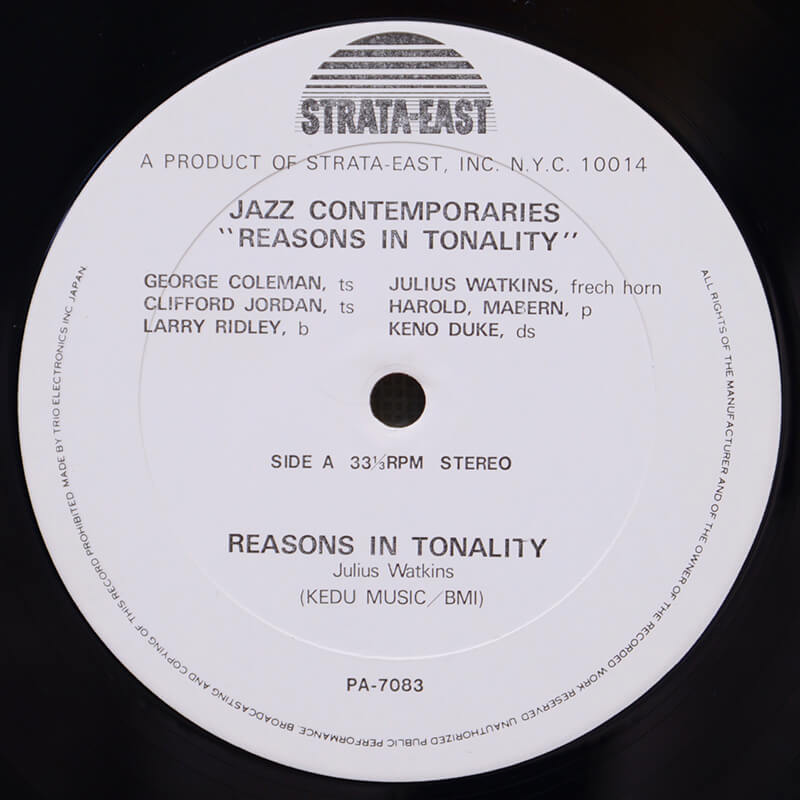 STRATA-EAST
A PRODUCT OF STRATA-EAST, INC. N.Y.C. 10014
JAZZ CONTEMPORARIES
"REASONS IN TONALITY"
GEORGE COLEMAN, ts
CLIFFORD JORDAN, ts
LARRY RIDLEY, b
JULIUS WATKINS, frech horn
HAROLD, MABERN, p
KENO DUKE, ds
SIDE A 33⅓RPM STEREO
REASONS IN TONALITY
Julius Watkins
(KEDU MUSIC/BMI)
PA-7083
ALL RIGHTS OF THE MANUFACTURER AND OF THE OWNER OF THE RECORDED WORK RESERVED UNAUTHORIZED PUBLIC PERFORMANCE. BROADCASTING AND COPYING OF THIS RECORD PROHIBITED MADE BY TRIO ELECTRONICS INC JAPAN.